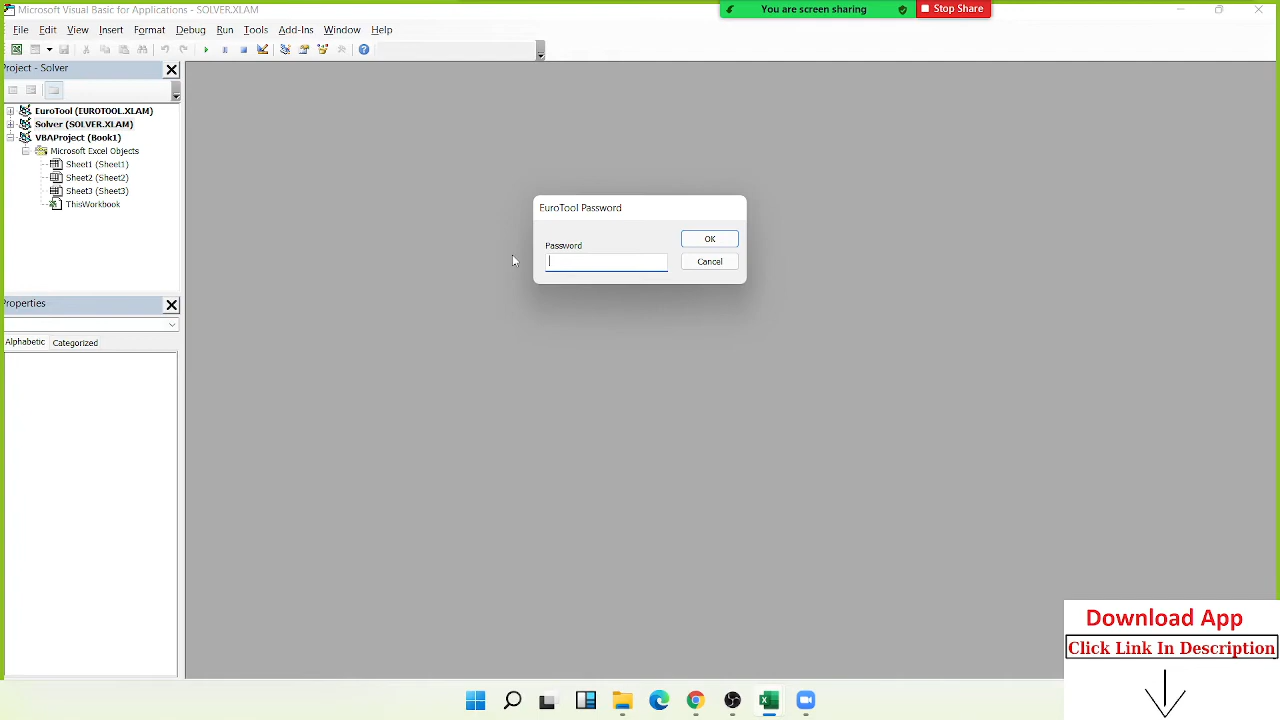 Microsoft Visual Basic for Applications - SOLVER.XLAM
You are screen sharing
Stop Share
File Edit View Insert Format Debug Run Tools Add-Ins Window Help
Project - Solver
EuroTool (EUROTOOL.XLAM)
Solver (SOLVER.XLAM)
VBAProject (Book1)
Microsoft Excel Objects
Sheet1 (Sheet1)
Sheet2 (Sheet2)
Sheet3 (Sheet3)
ThisWorkbook
EuroTool Password
Password
OK
Cancel
Properties
Alphabetic Categorized
Download App
Click Link In Description